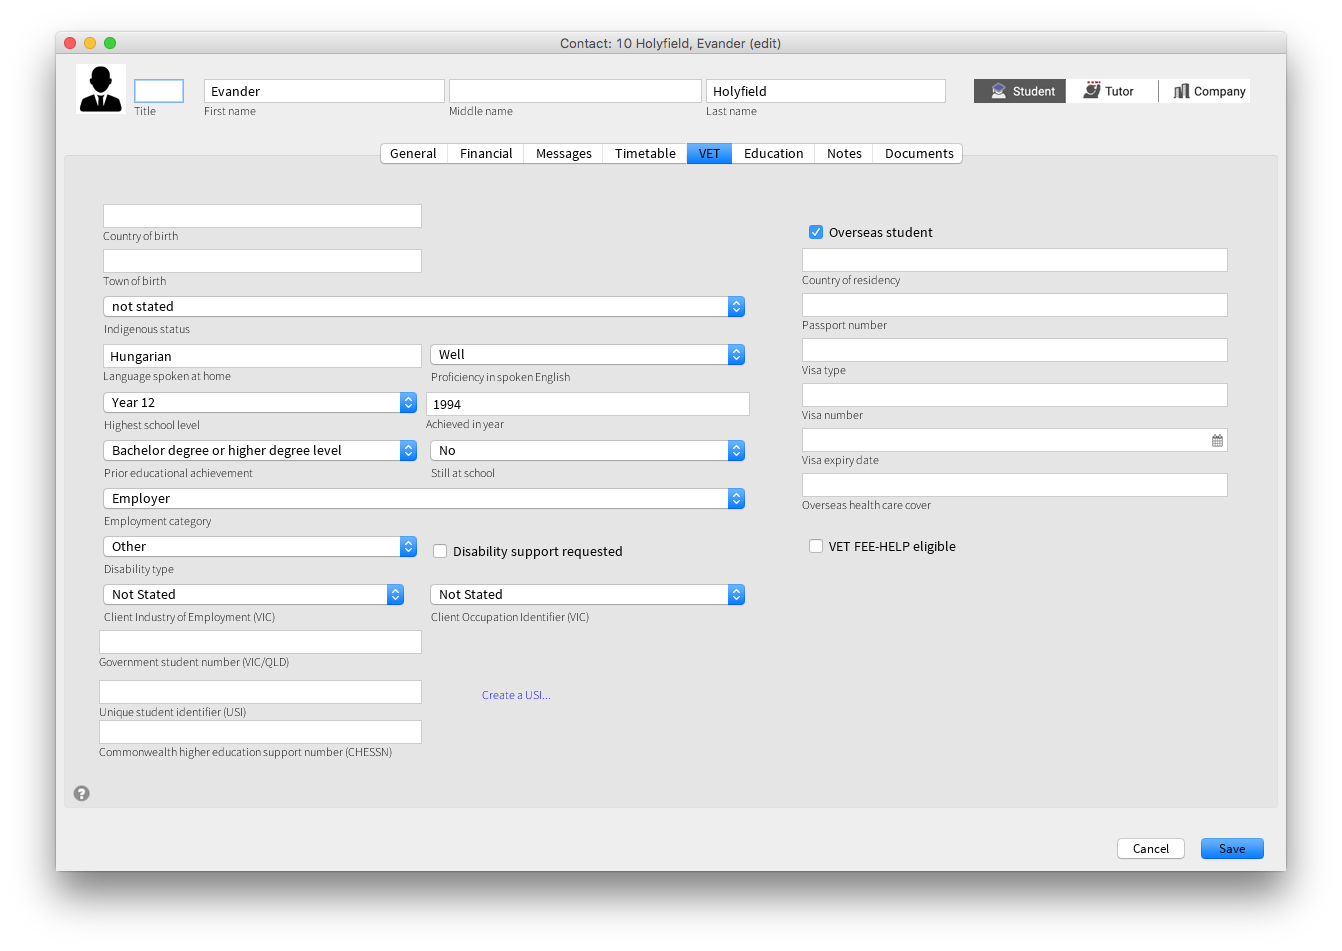 Contact: 10 Holyfield, Evander (edit)
Evander
Holyfield
Title
First name
Middle name
Last name
Student
Tutor
Company
General
Financial
Messages
Timetable
VET
Education
Notes
Documents
Country of birth
Town of birth
not stated
Indigenous status
Hungarian
Well
Language spoken at home
Proficiency in spoken English
Year 12
1994
Highest school level
Achieved in year
Bachelor degree or higher degree level
No
Prior educational achievement
Still at school
Employer
Employment category
Other
Disability support requested
Disability type
Not Stated
Not Stated
Client Industry of Employment (VIC)
Client Occupation Identifier (VIC)
Government student number (VIC/QLD)
Create a USI...
Unique student identifier (USI)
Commonwealth higher education support number (CHESSN)
Overseas student
Country of residency
Passport number
Visa type
Visa number
Visa expiry date
Overseas health care cover
VET FEE-HELP eligible
?
Cancel
Save